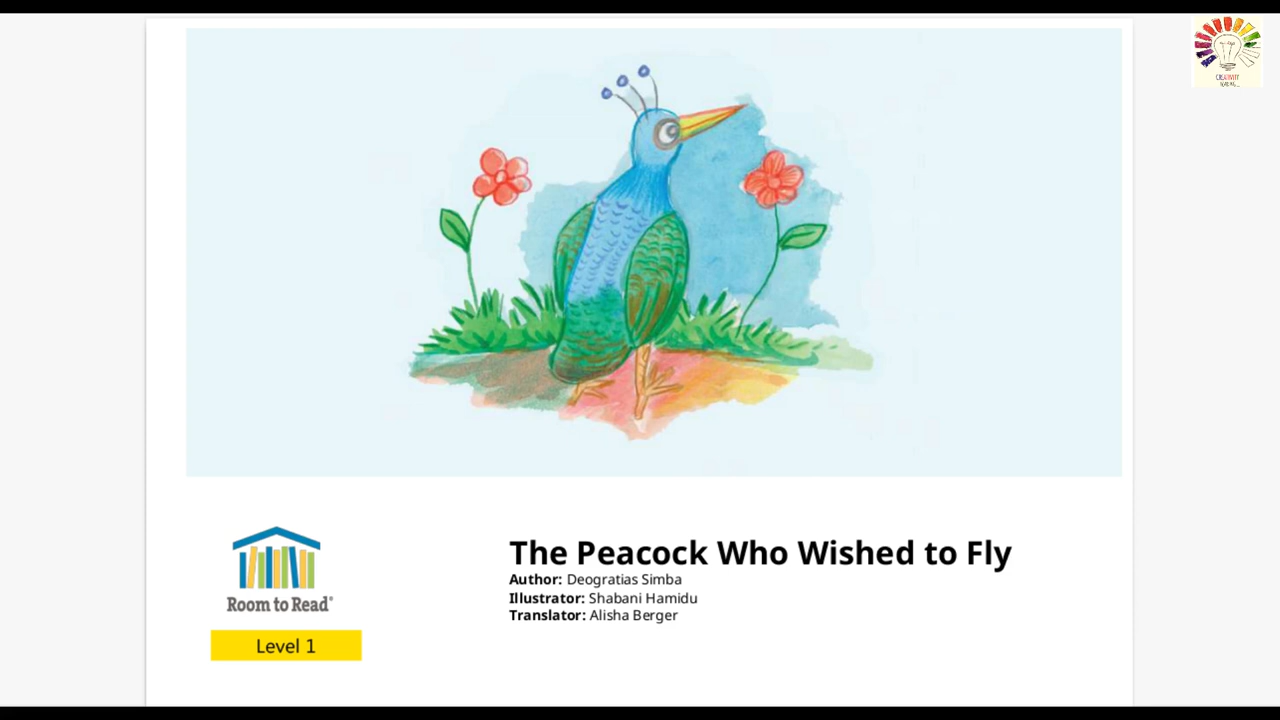 CREATIVITY
The Peacock Who Wished to Fly
Author: Deogratias Simba
Illustrator: Shabani Hamidu
Translator: Alisha Berger
Room to Read®
Level 1